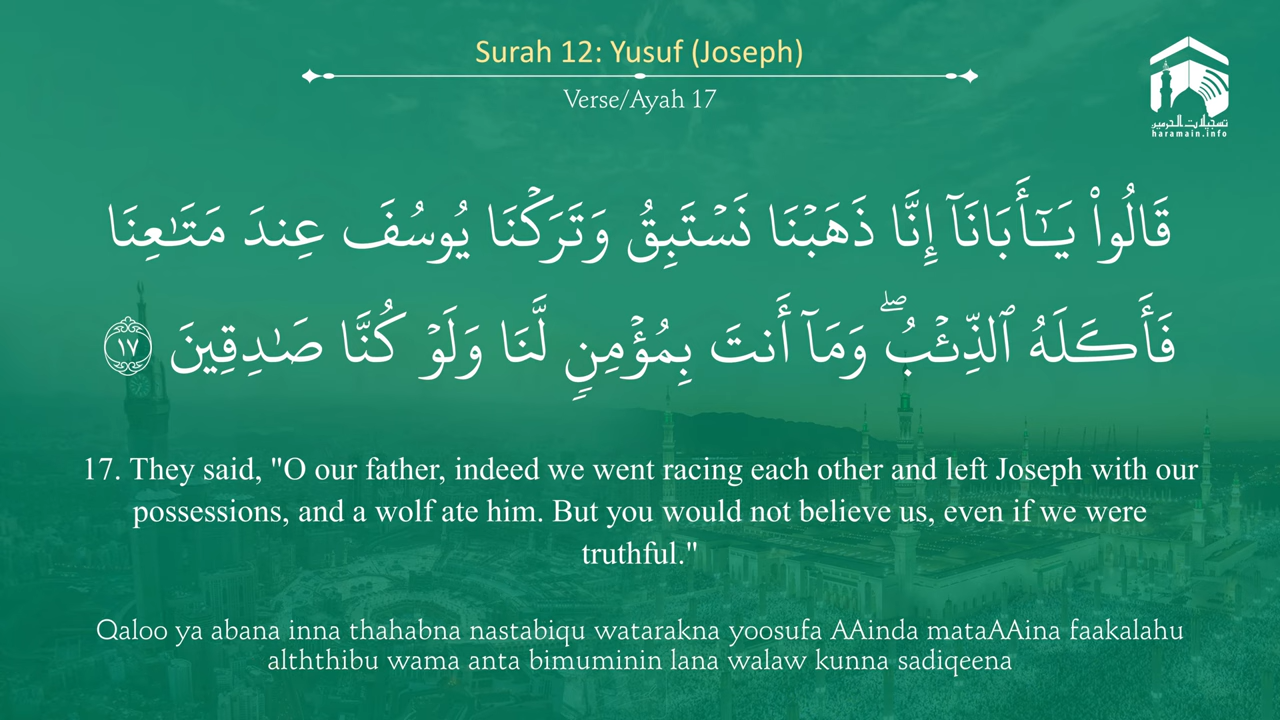 Surah 12: Yusuf (Joseph)
Verse/Ayah 17
تسجيلات الحرمين
haramain.info
قَالُوا۟ يَـٰٓأَبَانَآ إِنَّا ذَهَبْنَا نَسْتَبِقُ وَتَرَكْنَا يُوسُفَ عِندَ مَتَـٰعِنَا
فَأَكَلَهُ ٱلذِّئْبُ ۖ وَمَآ أَنتَ بِمُؤْمِنٍ لَّنَا وَلَوْ كُنَّا صَـٰدِقِينَ ١٧
17. They said, "O our father, indeed we went racing each other and left Joseph with our
possessions, and a wolf ate him. But you would not believe us, even if we were
truthful."
Qaloo ya abana inna thahabna nastabiqu watarakna yoosufa AAinda mataAAina faakalahu
alththibu wama anta bimuminin lana walaw kunna sadiqeena